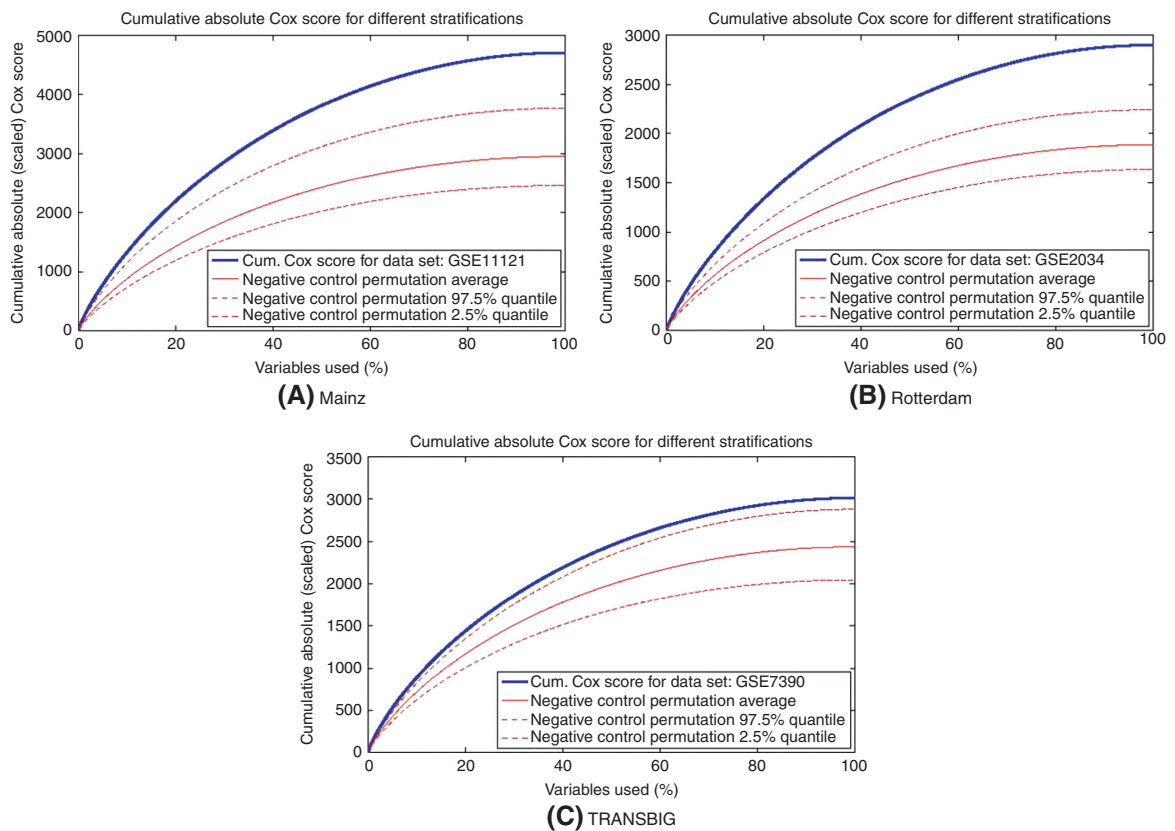 Cumulative absolute Cox score for different stratifications
Cumulative absolute (scaled) Cox score
5000
4000
3000
2000
1000
0
Cum. Cox score for data set: GSE11121
Negative control permutation average
Negative control permutation 97.5% quantile
Negative control permutation 2.5% quantile
0 20 40 60 80 100
Variables used (%)
(A) Mainz
Cumulative absolute Cox score for different stratifications
Cumulative absolute (scaled) Cox score
3000
2500
2000
1500
1000
500
0
Cum. Cox score for data set: GSE2034
Negative control permutation average
Negative control permutation 97.5% quantile
Negative control permutation 2.5% quantile
0 20 40 60 80 100
Variables used (%)
(B) Rotterdam
Cumulative absolute Cox score for different stratifications
Cumulative absolute (scaled) Cox score
3500
3000
2500
2000
1500
1000
500
0
Cum. Cox score for data set: GSE7390
Negative control permutation average
Negative control permutation 97.5% quantile
Negative control permutation 2.5% quantile
0 20 40 60 80 100
Variables used (%)
(C) TRANSBIG